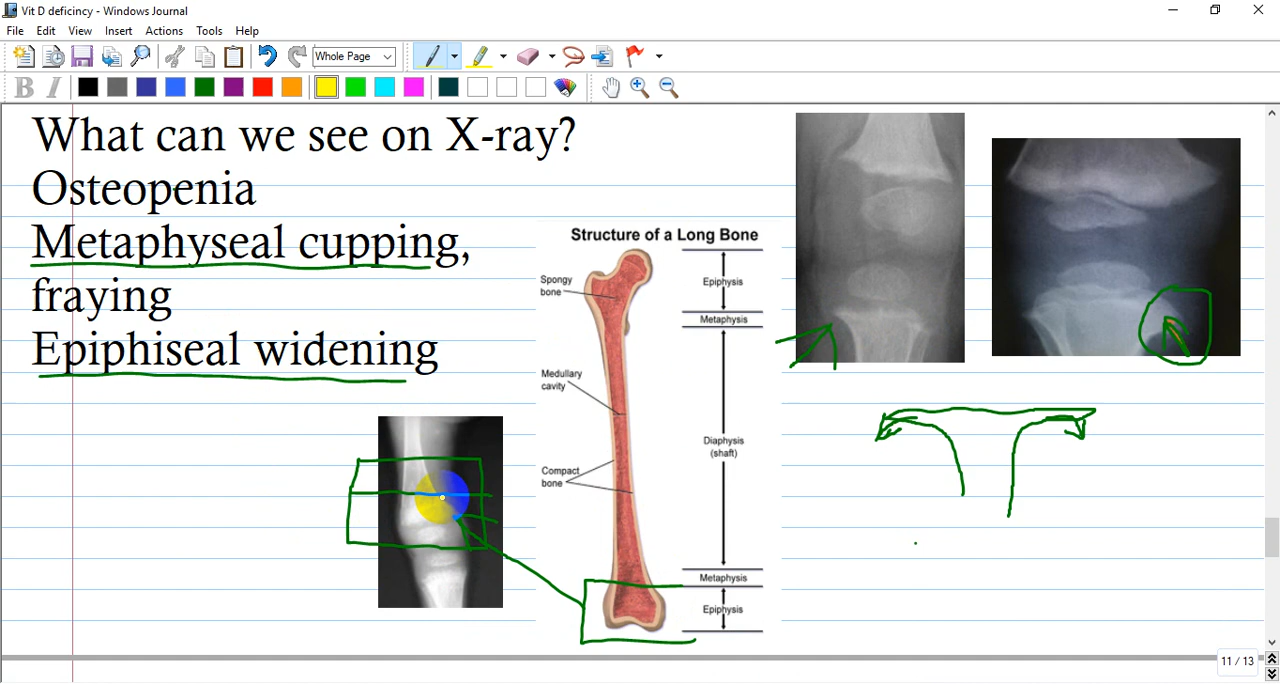 Vit D deficincy - Windows Journal
File Edit View Insert Actions Tools Help
Whole Page
B I
What can we see on X-ray?
Osteopenia
Metaphyseal cupping,
fraying
Epiphiseal widening
Structure of a Long Bone
Spongy
bone
Epiphysis
Metaphysis
Medullary
cavity
Diaphysis
(shaft)
Compact
bone
Metaphysis
Epiphysis
11 / 13